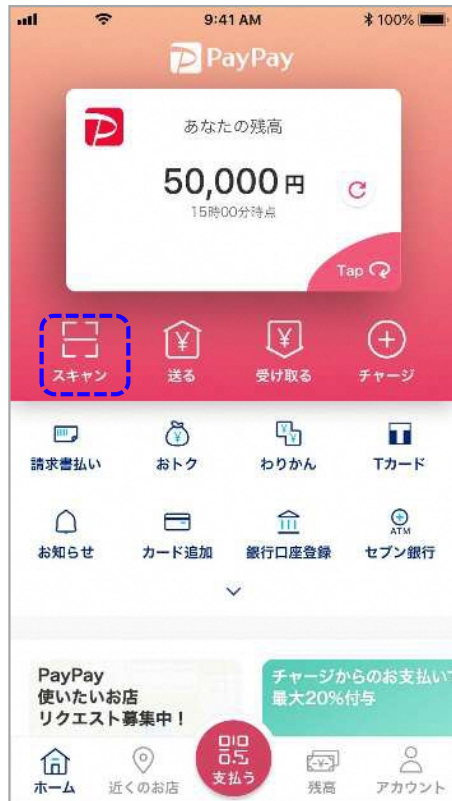 9:41 AM 100%
PayPay
あなたの残高
50,000円
15時00分時点
Tap
スキャン 送る 受け取る チャージ
請求書払い おトク わりかん Tカード
ATM
お知らせ カード追加 銀行口座登録 セブン銀行
PayPay
使いたいお店
リクエスト募集中！
チャージからのお支払いで
最大20%付与
ホーム 近くのお店 支払う 残高 アカウント